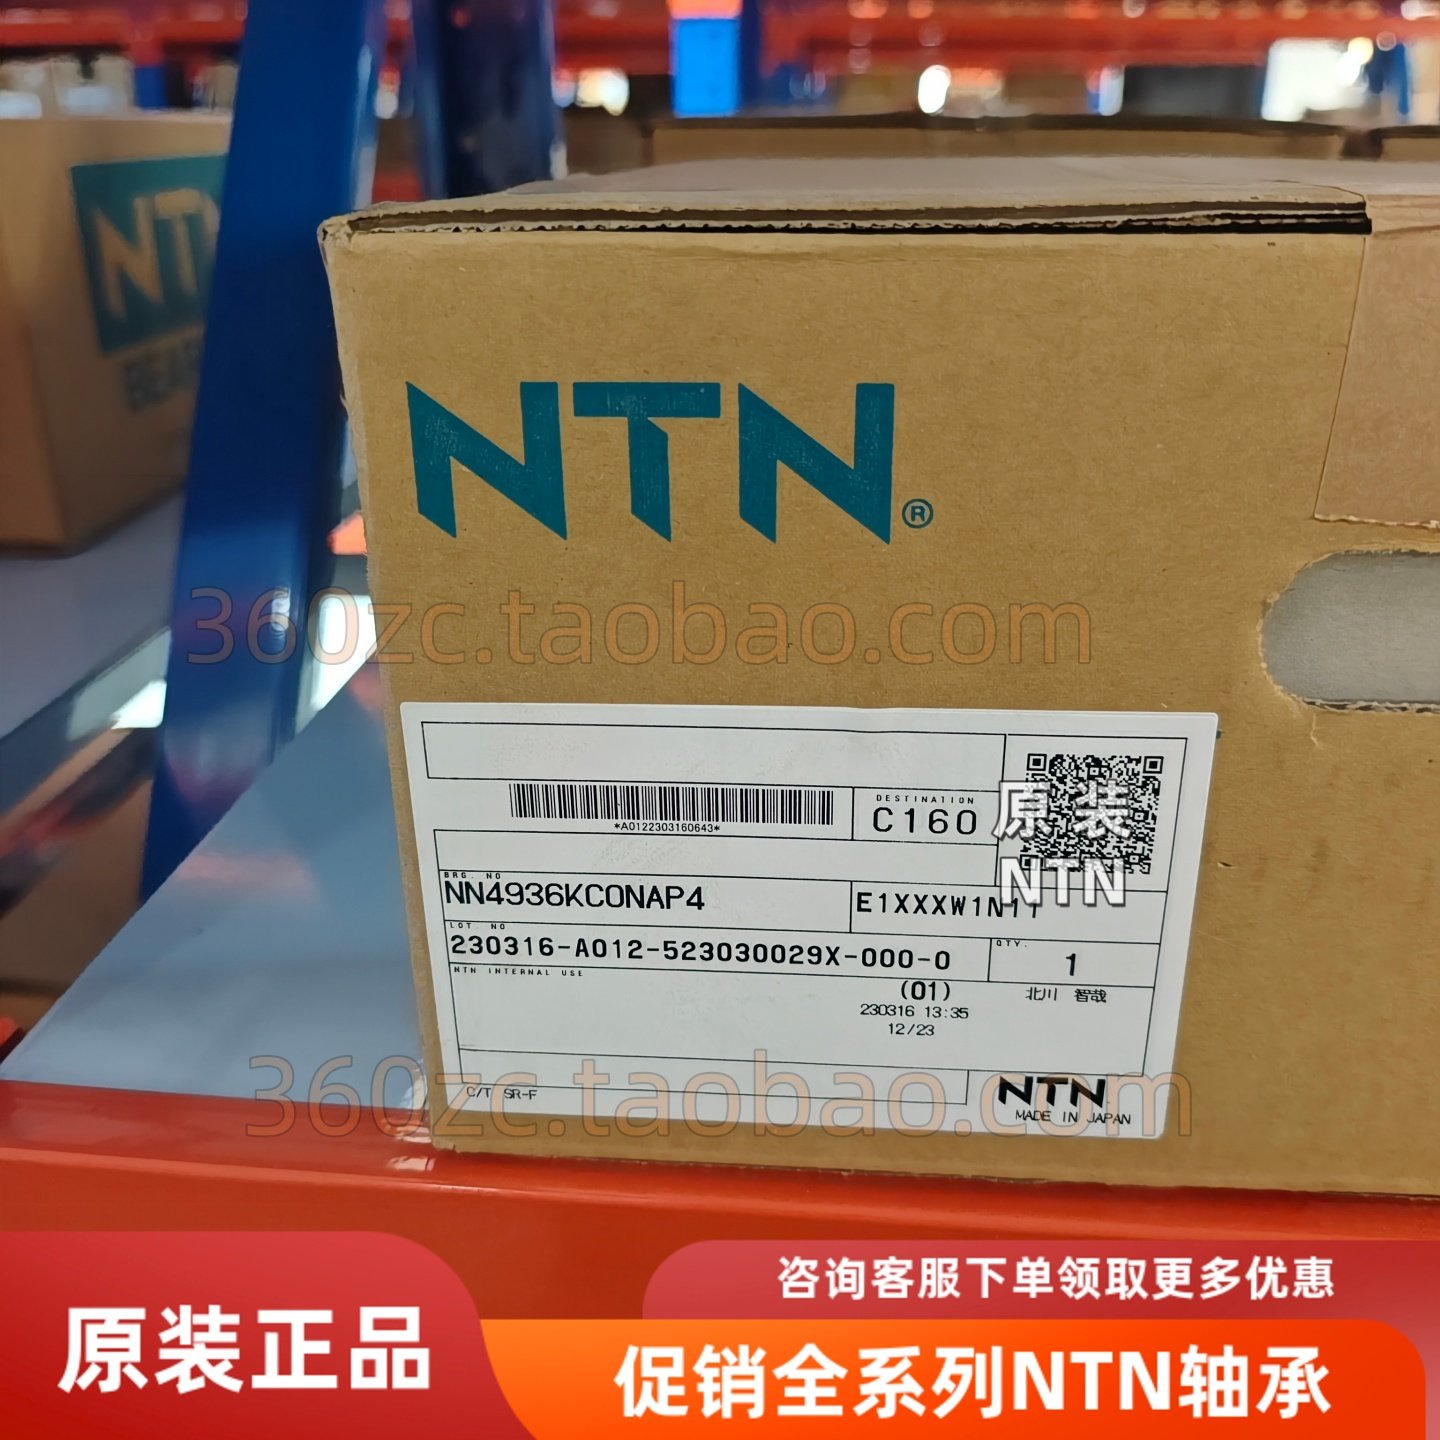 NTN
BEAR
NTN®
360zc.taobao.com
*A0122303160643*
DESTINATION
C160
原装
NTN
BRG. NO
NN4936KC0NAP4
E1XXXW1N11
LOT NO
230316-A012-523030029X-000-0
QTY.
1
NTN INTERNAL USE
(01)
北川 智哉
230316 13:35
12/23
360zc.taobao.com
C/T SR-F
NTN
MADE IN JAPAN
咨询客服下单领取更多优惠
原装正品
促销全系列NTN轴承